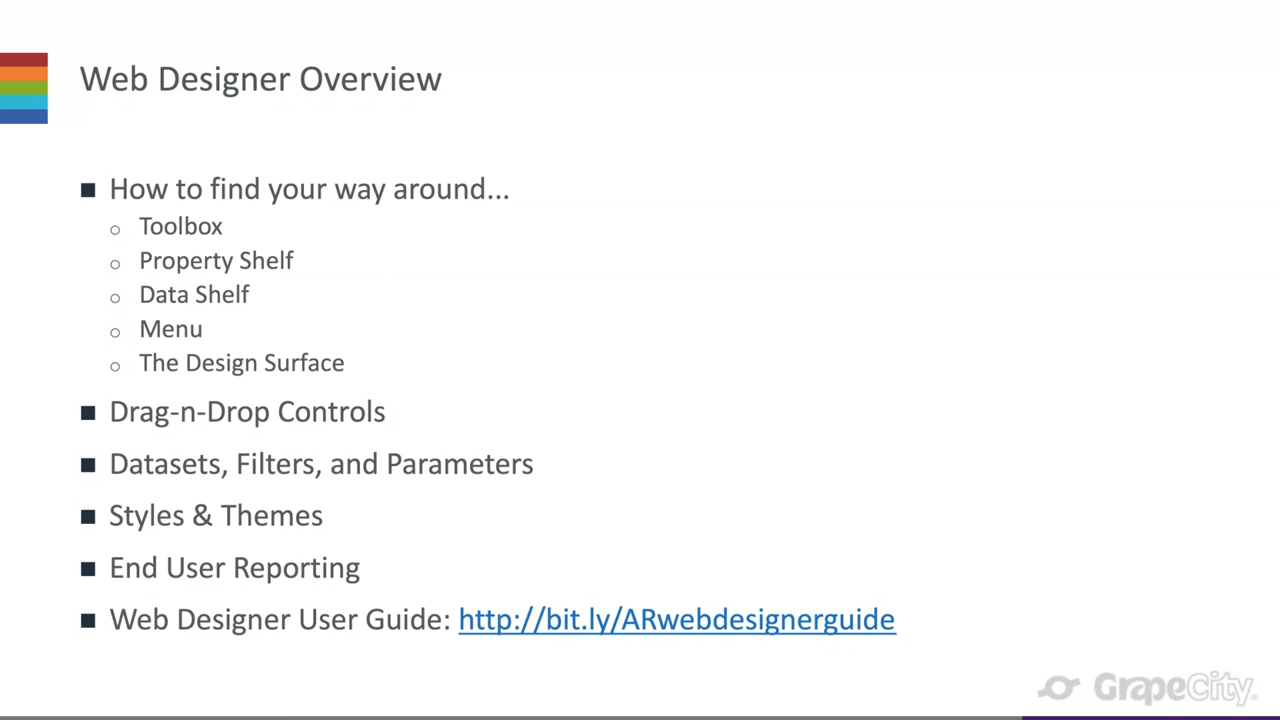 Web Designer Overview
How to find your way around...
Toolbox
Property Shelf
Data Shelf
Menu
The Design Surface
Drag-n-Drop Controls
Datasets, Filters, and Parameters
Styles & Themes
End User Reporting
Web Designer User Guide: http://bit.ly/ARwebdesignerguide
GrapeCity